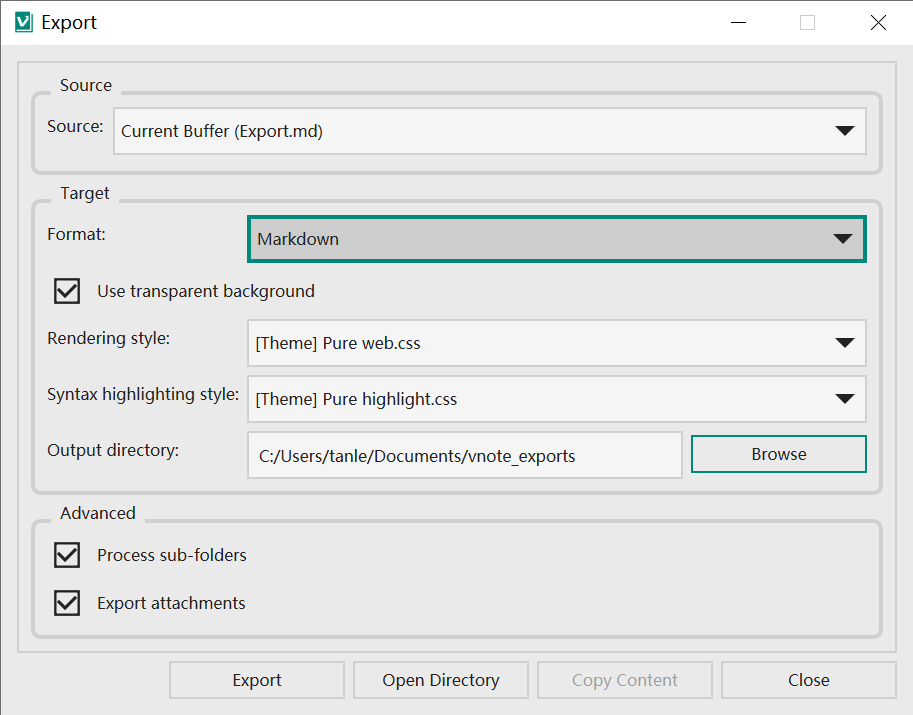 Export
Source
Source: Current Buffer (Export.md)
Target
Format: Markdown
Use transparent background
Rendering style: [Theme] Pure web.css
Syntax highlighting style: [Theme] Pure highlight.css
Output directory: C:/Users/tanle/Documents/vnote_exports Browse
Advanced
Process sub-folders
Export attachments
Export Open Directory Copy Content Close